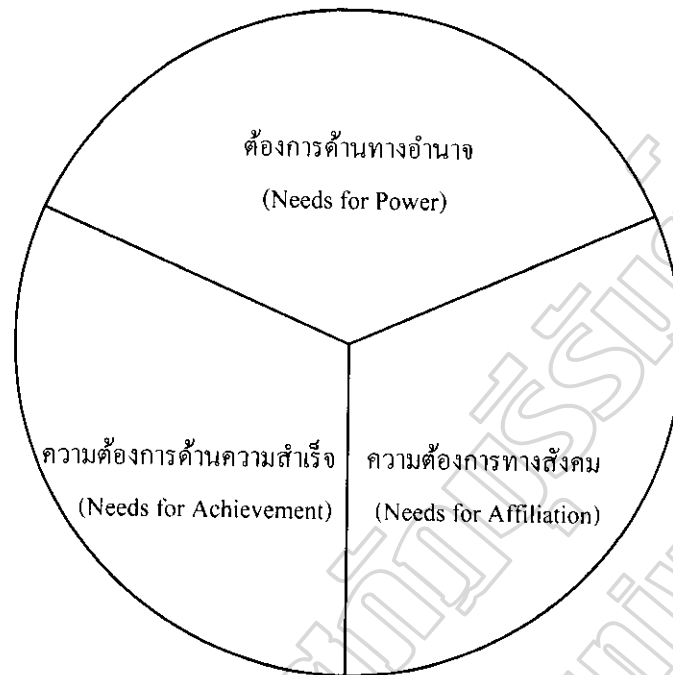 ต้องการด้านทางอำนาจ
(Needs for Power)
ความต้องการด้านความสำเร็จ
(Needs for Achievement)
ความต้องการทางสังคม
(Needs for Affiliation)